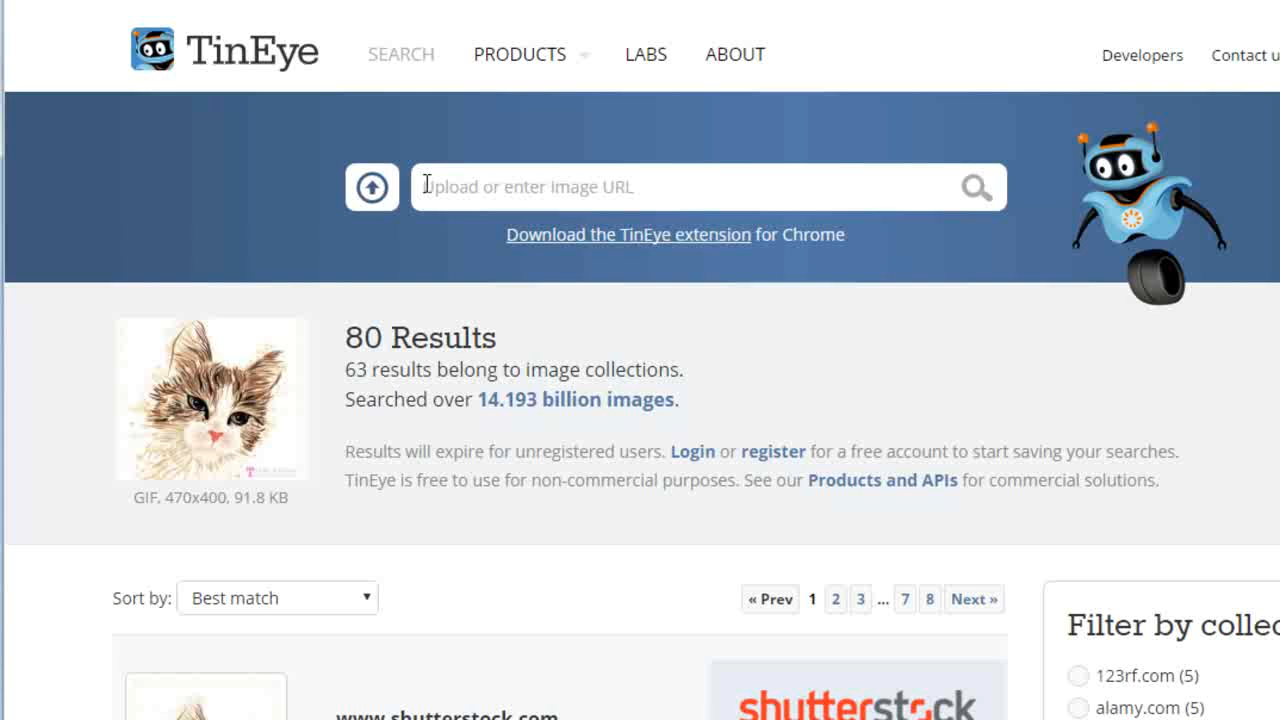 TinEye
SEARCH PRODUCTS LABS ABOUT
Developers Contact u
Upload or enter Image URL
Download the TinEye extension for Chrome
80 Results
63 results belong to image collections.
Searched over 14.193 billion images.
Results will expire for unregistered users. Login or register for a free account to start saving your searches.
TinEye is free to use for non-commercial purposes. See our Products and APIs for commercial solutions.
GIF, 470x400, 91.8 KB
Sort by: Best match
« Prev 1 2 3 ... 7 8 Next »
Filter by collec
123rf.com (5)
alamy.com (5)
www.shutterstock.com
shutterstock